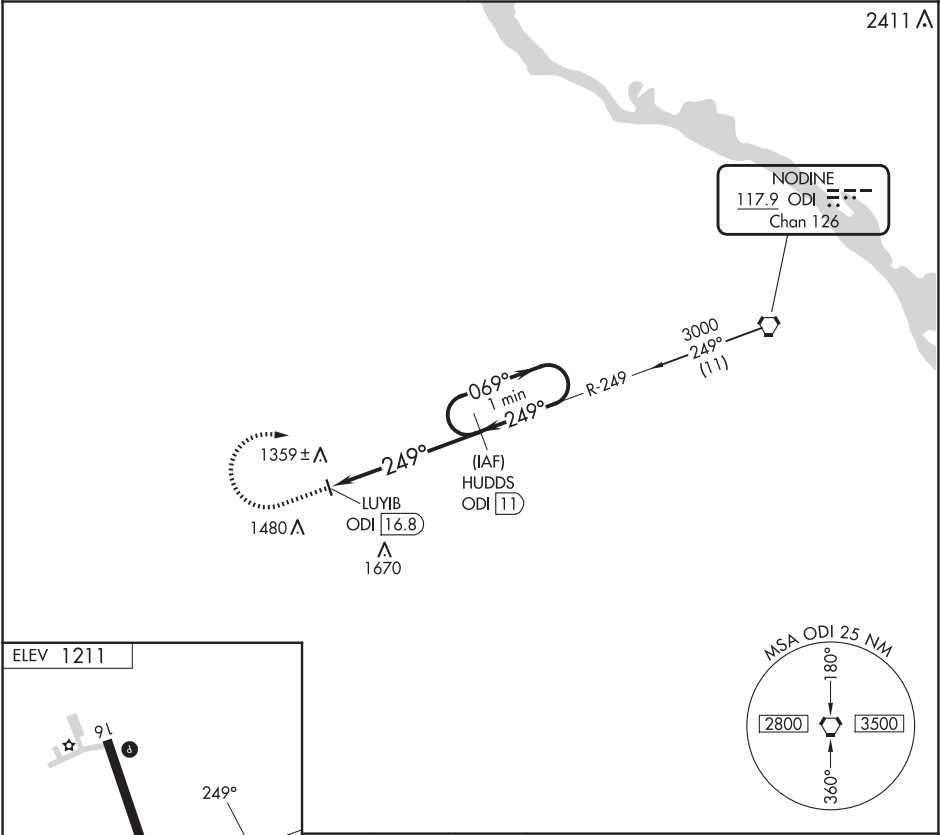 2411
NODINE
117.9 ODI
Chan 126
3000
249°
(11)
R-249
069°
1 min
249°
249°
(IAF)
HUDDS
ODI 11
1359 ±
LUYIB
ODI 16.8
1480
1670
ELEV 1211
16
P
249°
MSA ODI 25 NM
180°
2800
3500
360°